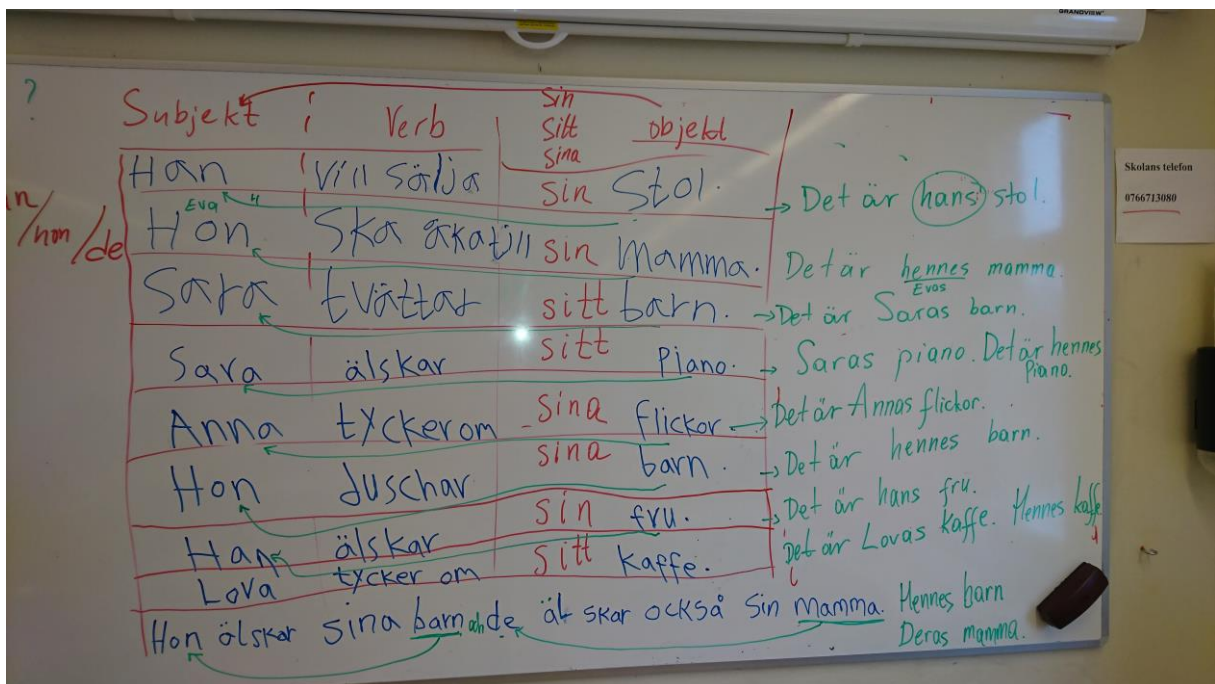 GRANDVIEW
?
Subjekt Verb sin sitt sina objekt
Han vill sälja sin stol. → Det är hans stol.
n/hon/de
Eva
Hon ska åka till sin mamma. Det är hennes mamma.
Evas
Sara tvättar sitt barn. → Det är Saras barn.
Sara älskar sitt piano. → Saras piano. Det är hennes piano.
Anna tycker om sina flickor. → Det är Annas flickor.
Hon duschar sina barn. → Det är hennes barn.
Han älskar sin fru. → Det är hans fru.
Lova tycker om sitt kaffe. Det är Lovas kaffe. Hennes kaffe
Hon älskar sina barn och de älskar också sin mamma. Hennes barn
Deras mamma.
Skolans telefon
0766713080